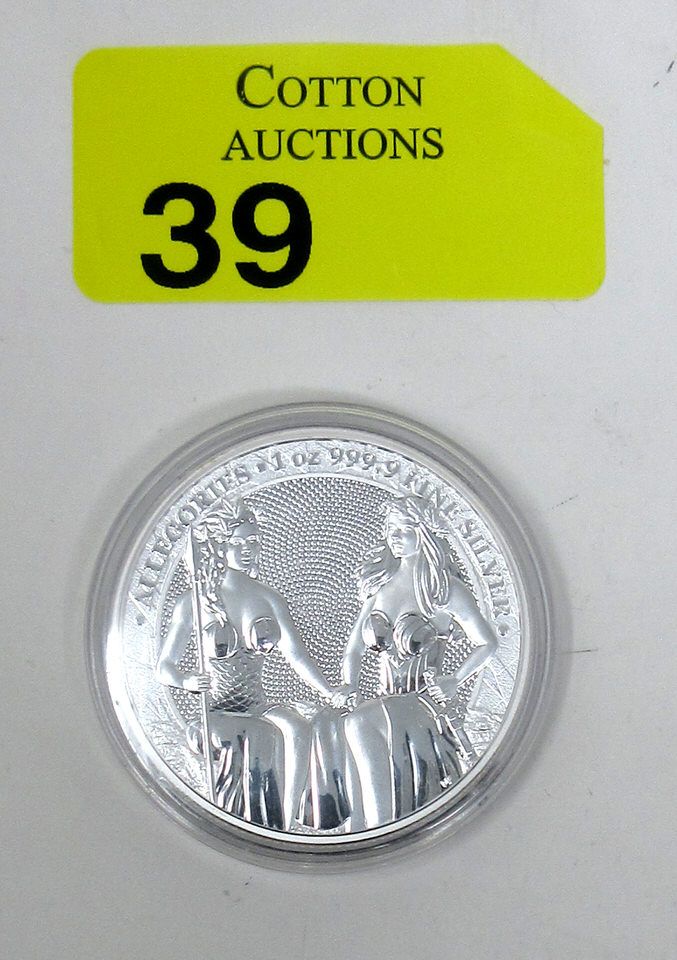 COTTON
AUCTIONS
39
• ALLEGORIES • 1 oz 999.9 FINE SILVER •